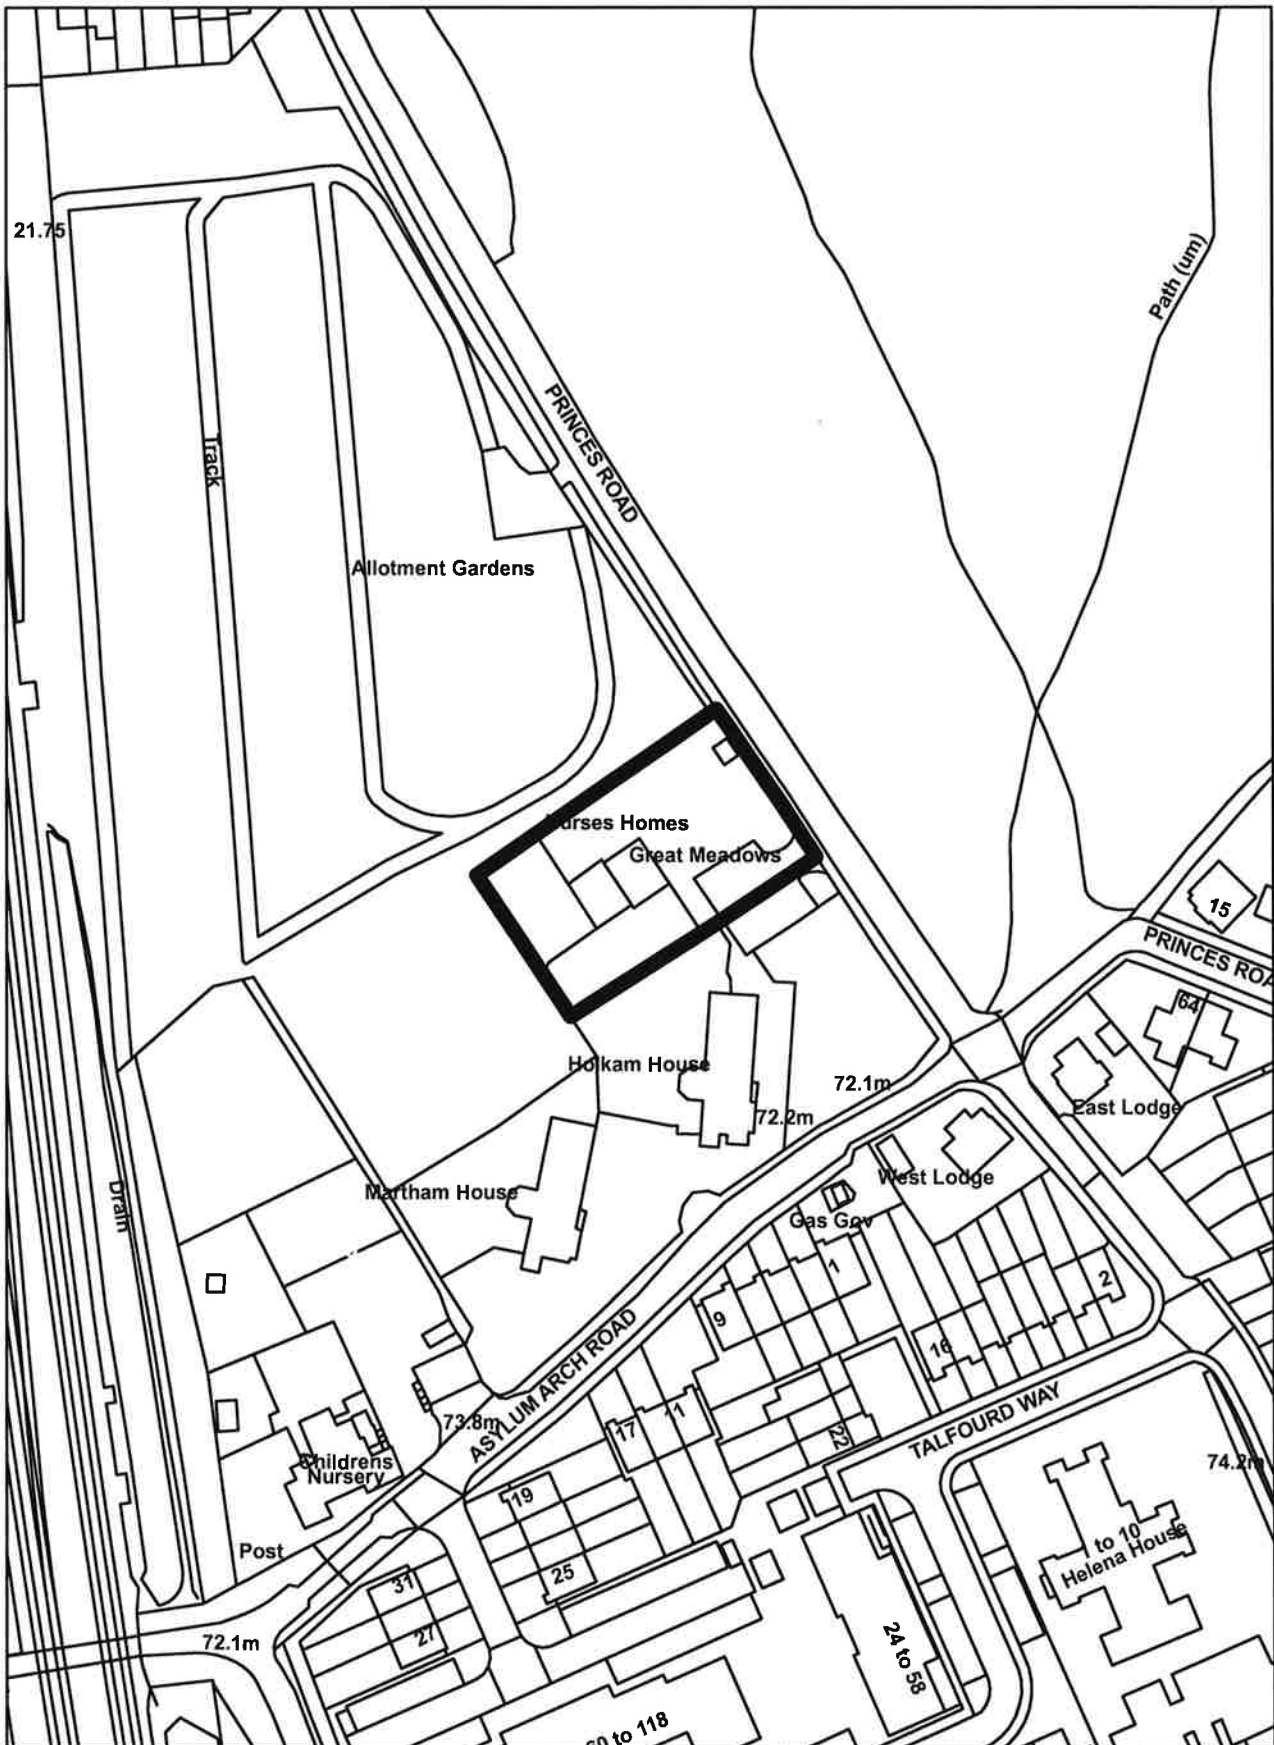 21.75
Path (um)
PRINCES ROAD
Track
Allotment Gardens
urses Homes
Great Meadows
15
PRINCES ROA
64
Holkam House
72.1m
72.2m
East Lodge
West Lodge
Martham House
Drain
Gas Gov
1
2
9
16
ASYLUM ARCH ROAD
11
17
22
73.8m
TALFOURD WAY
Childrens
Nursery
74.2m
19
1 to 10
Helena House
Post
25
31
27
72.1m
24 to 58
to 118